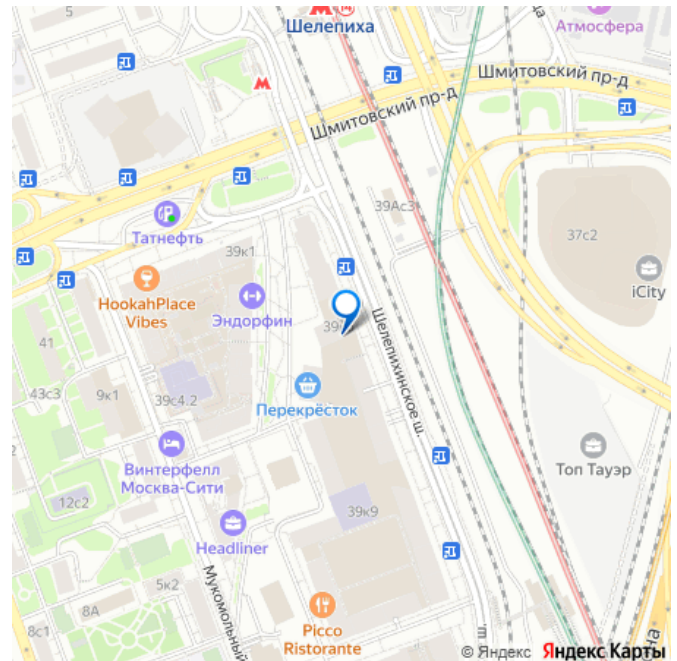 5
Шелепиха
Атмосфера
Шмитовский пр-д
Шмитовский пр-д
39Ас3
37с2
Татнефть
39к1
iCity
HookahPlace
Vibes
Эндорфин
Шелепихинское ш.
41
43с3
9к1
39с4.2
Перекрёсток
Винтерфелл
Москва-Сити
Топ Тауэр
12с2
39к9
Headliner
5к2
8А
Мукомольный
8с1
Picco
Ristorante
ш.
на
© Яндекс Яндекс Карты